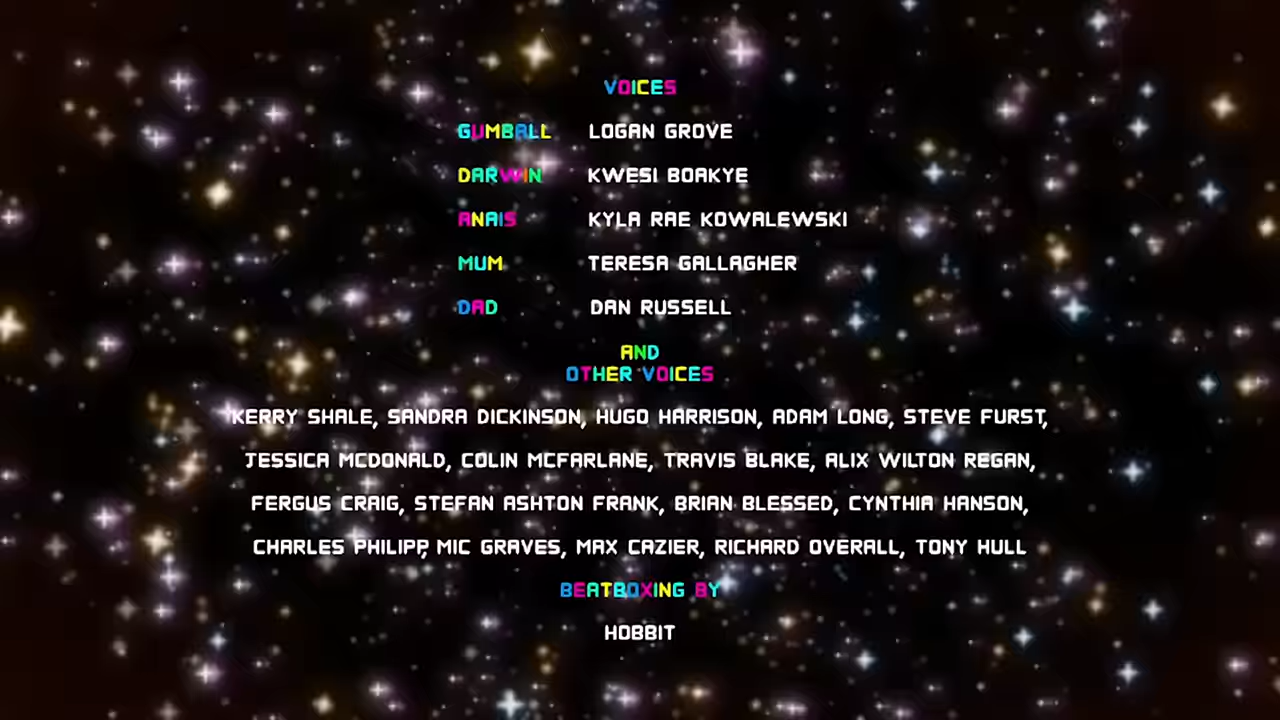 VOICES
GUMBALL LOGAN GROVE
DARWIN KWESI BOAKYE
ANAIS KYLA RAE KOWALEWSKI
MUM TERESA GALLAGHER
DAD DAN RUSSELL
AND
OTHER VOICES
KERRY SHALE, SANDRA DICKINSON, HUGO HARRISON, ADAM LONG, STEVE FURST,
JESSICA MCDONALD, COLIN MCFARLANE, TRAVIS BLAKE, ALIX WILTON REGAN,
FERGUS CRAIG, STEFAN ASHTON FRANK, BRIAN BLESSED, CYNTHIA HANSON,
CHARLES PHILIPP, MIC GRAVES, MAX CAZIER, RICHARD OVERALL, TONY HULL
BEATBOXING BY
HOBBIT